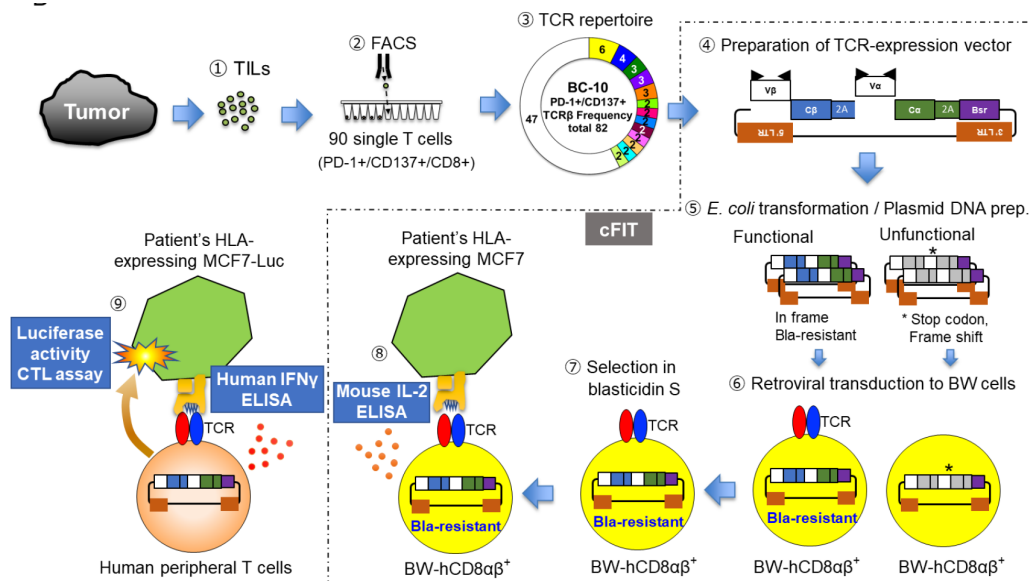 ① TILs
Tumor
② FACS
90 single T cells
(PD-1+/CD137+/CD8+)
③ TCR repertoire
BC-10
PD-1+/CD137+
TCRβ Frequency
total 82
6
4
3
3
3
2
2
2
2
2
2
2
2
2
47
④ Preparation of TCR-expression vector
Vβ
Vα
Cβ
2A
Cα
2A
Bsr
5' LTR
3' LTR
⑤ E. coli transformation / Plasmid DNA prep.
Functional
Unfunctional
*
In frame
Bla-resistant
* Stop codon,
Frame shift
cFIT
⑥ Retroviral transduction to BW cells
TCR
*
Bla-resistant
BW-hCD8αβ⁺
BW-hCD8αβ⁺
⑦ Selection in
blasticidin S
TCR
Bla-resistant
BW-hCD8αβ⁺
Patient's HLA-
expressing MCF7
⑧
Mouse IL-2
ELISA
TCR
Bla-resistant
BW-hCD8αβ⁺
Patient's HLA-
expressing MCF7-Luc
⑨
Luciferase
activity
CTL assay
Human IFNγ
ELISA
TCR
Human peripheral T cells